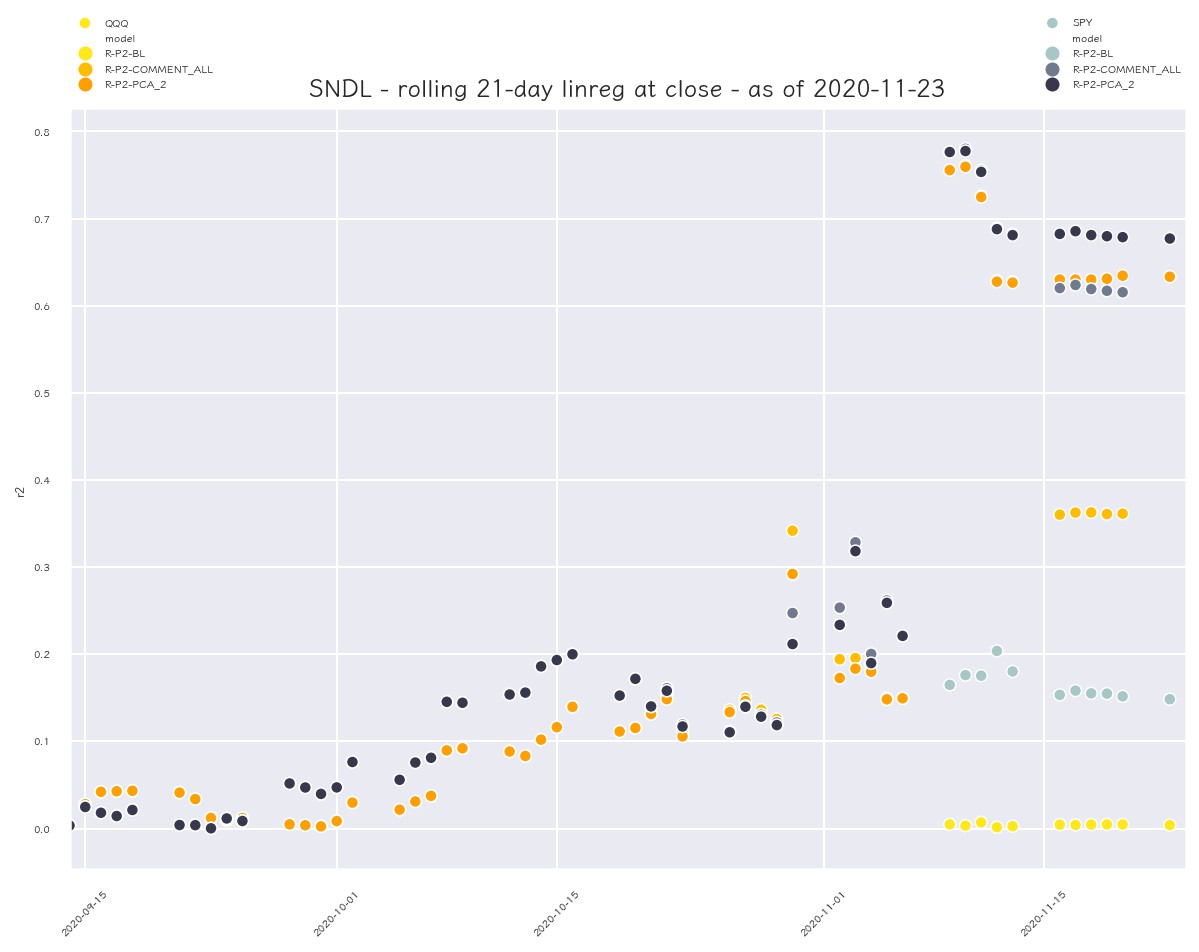 QQQ
model
R-P2-BL
R-P2-COMMENT_ALL
R-P2-PCA_2
SPY
model
R-P2-BL
R-P2-COMMENT_ALL
R-P2-PCA_2
SNDL - rolling 21-day linreg at close - as of 2020-11-23
0.8
0.7
0.6
0.5
0.4
0.3
0.2
0.1
0.0
r2
2020-09-15
2020-10-01
2020-10-15
2020-11-01
2020-11-15